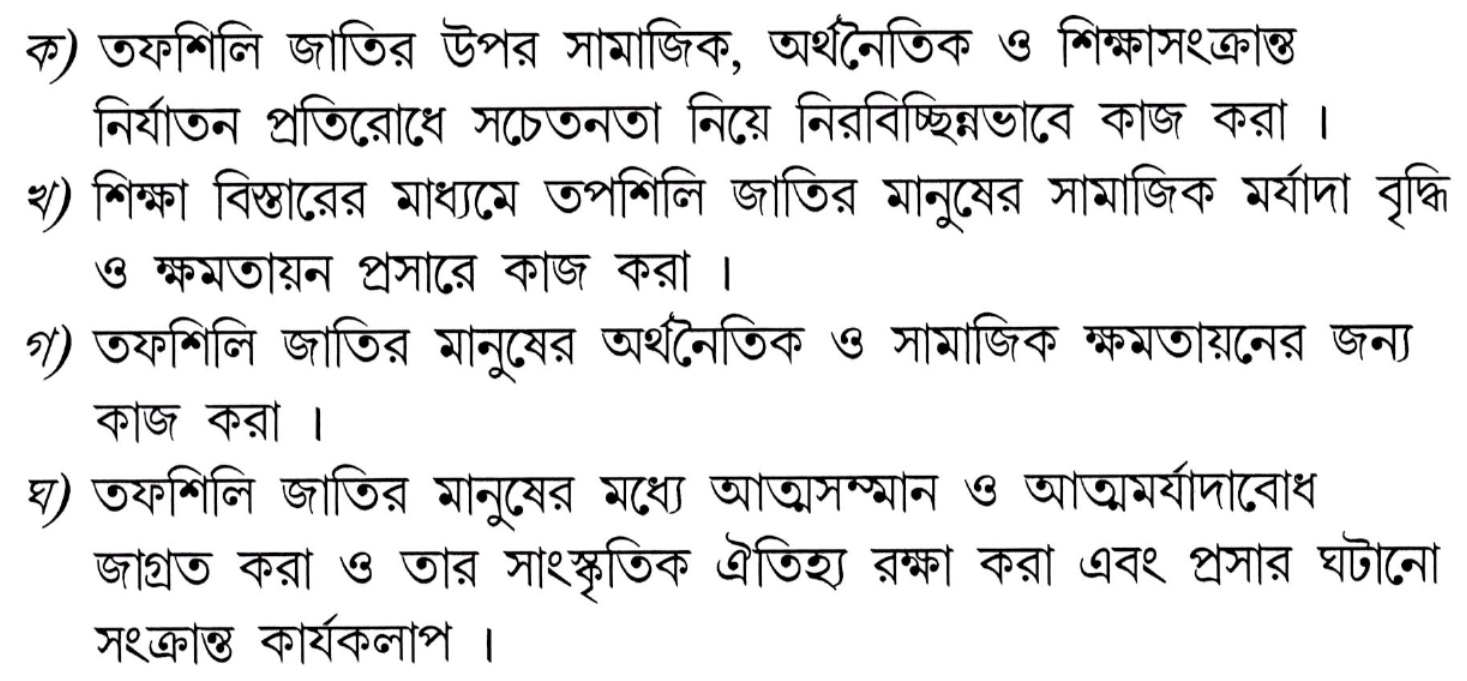 ক) তফশিলি জাতির উপর সামাজিক, অর্থনৈতিক ও শিক্ষাসংক্রান্ত
নির্যাতন প্রতিরোধে সচেতনতা নিয়ে নিরবিচ্ছিন্নভাবে কাজ করা ।
খ) শিক্ষা বিস্তারের মাধ্যমে তপশিলি জাতির মানুষের সামাজিক মর্যাদা বৃদ্ধি
ও ক্ষমতায়ন প্রসারে কাজ করা ।
গ) তফশিলি জাতির মানুষের অর্থনৈতিক ও সামাজিক ক্ষমতায়নের জন্য
কাজ করা ।
ঘ) তফশিলি জাতির মানুষের মধ্যে আত্মসম্মান ও আত্মমর্যাদাবোধ
জাগ্রত করা ও তার সাংস্কৃতিক ঐতিহ্য রক্ষা করা এবং প্রসার ঘটানো
সংক্রান্ত কার্যকলাপ ।